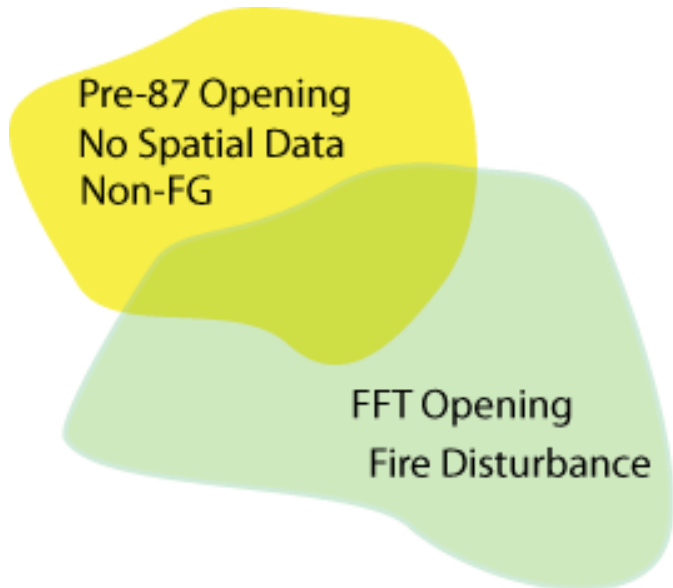 Pre-87 Opening
No Spatial Data
Non-FG
FFT Opening
Fire Disturbance